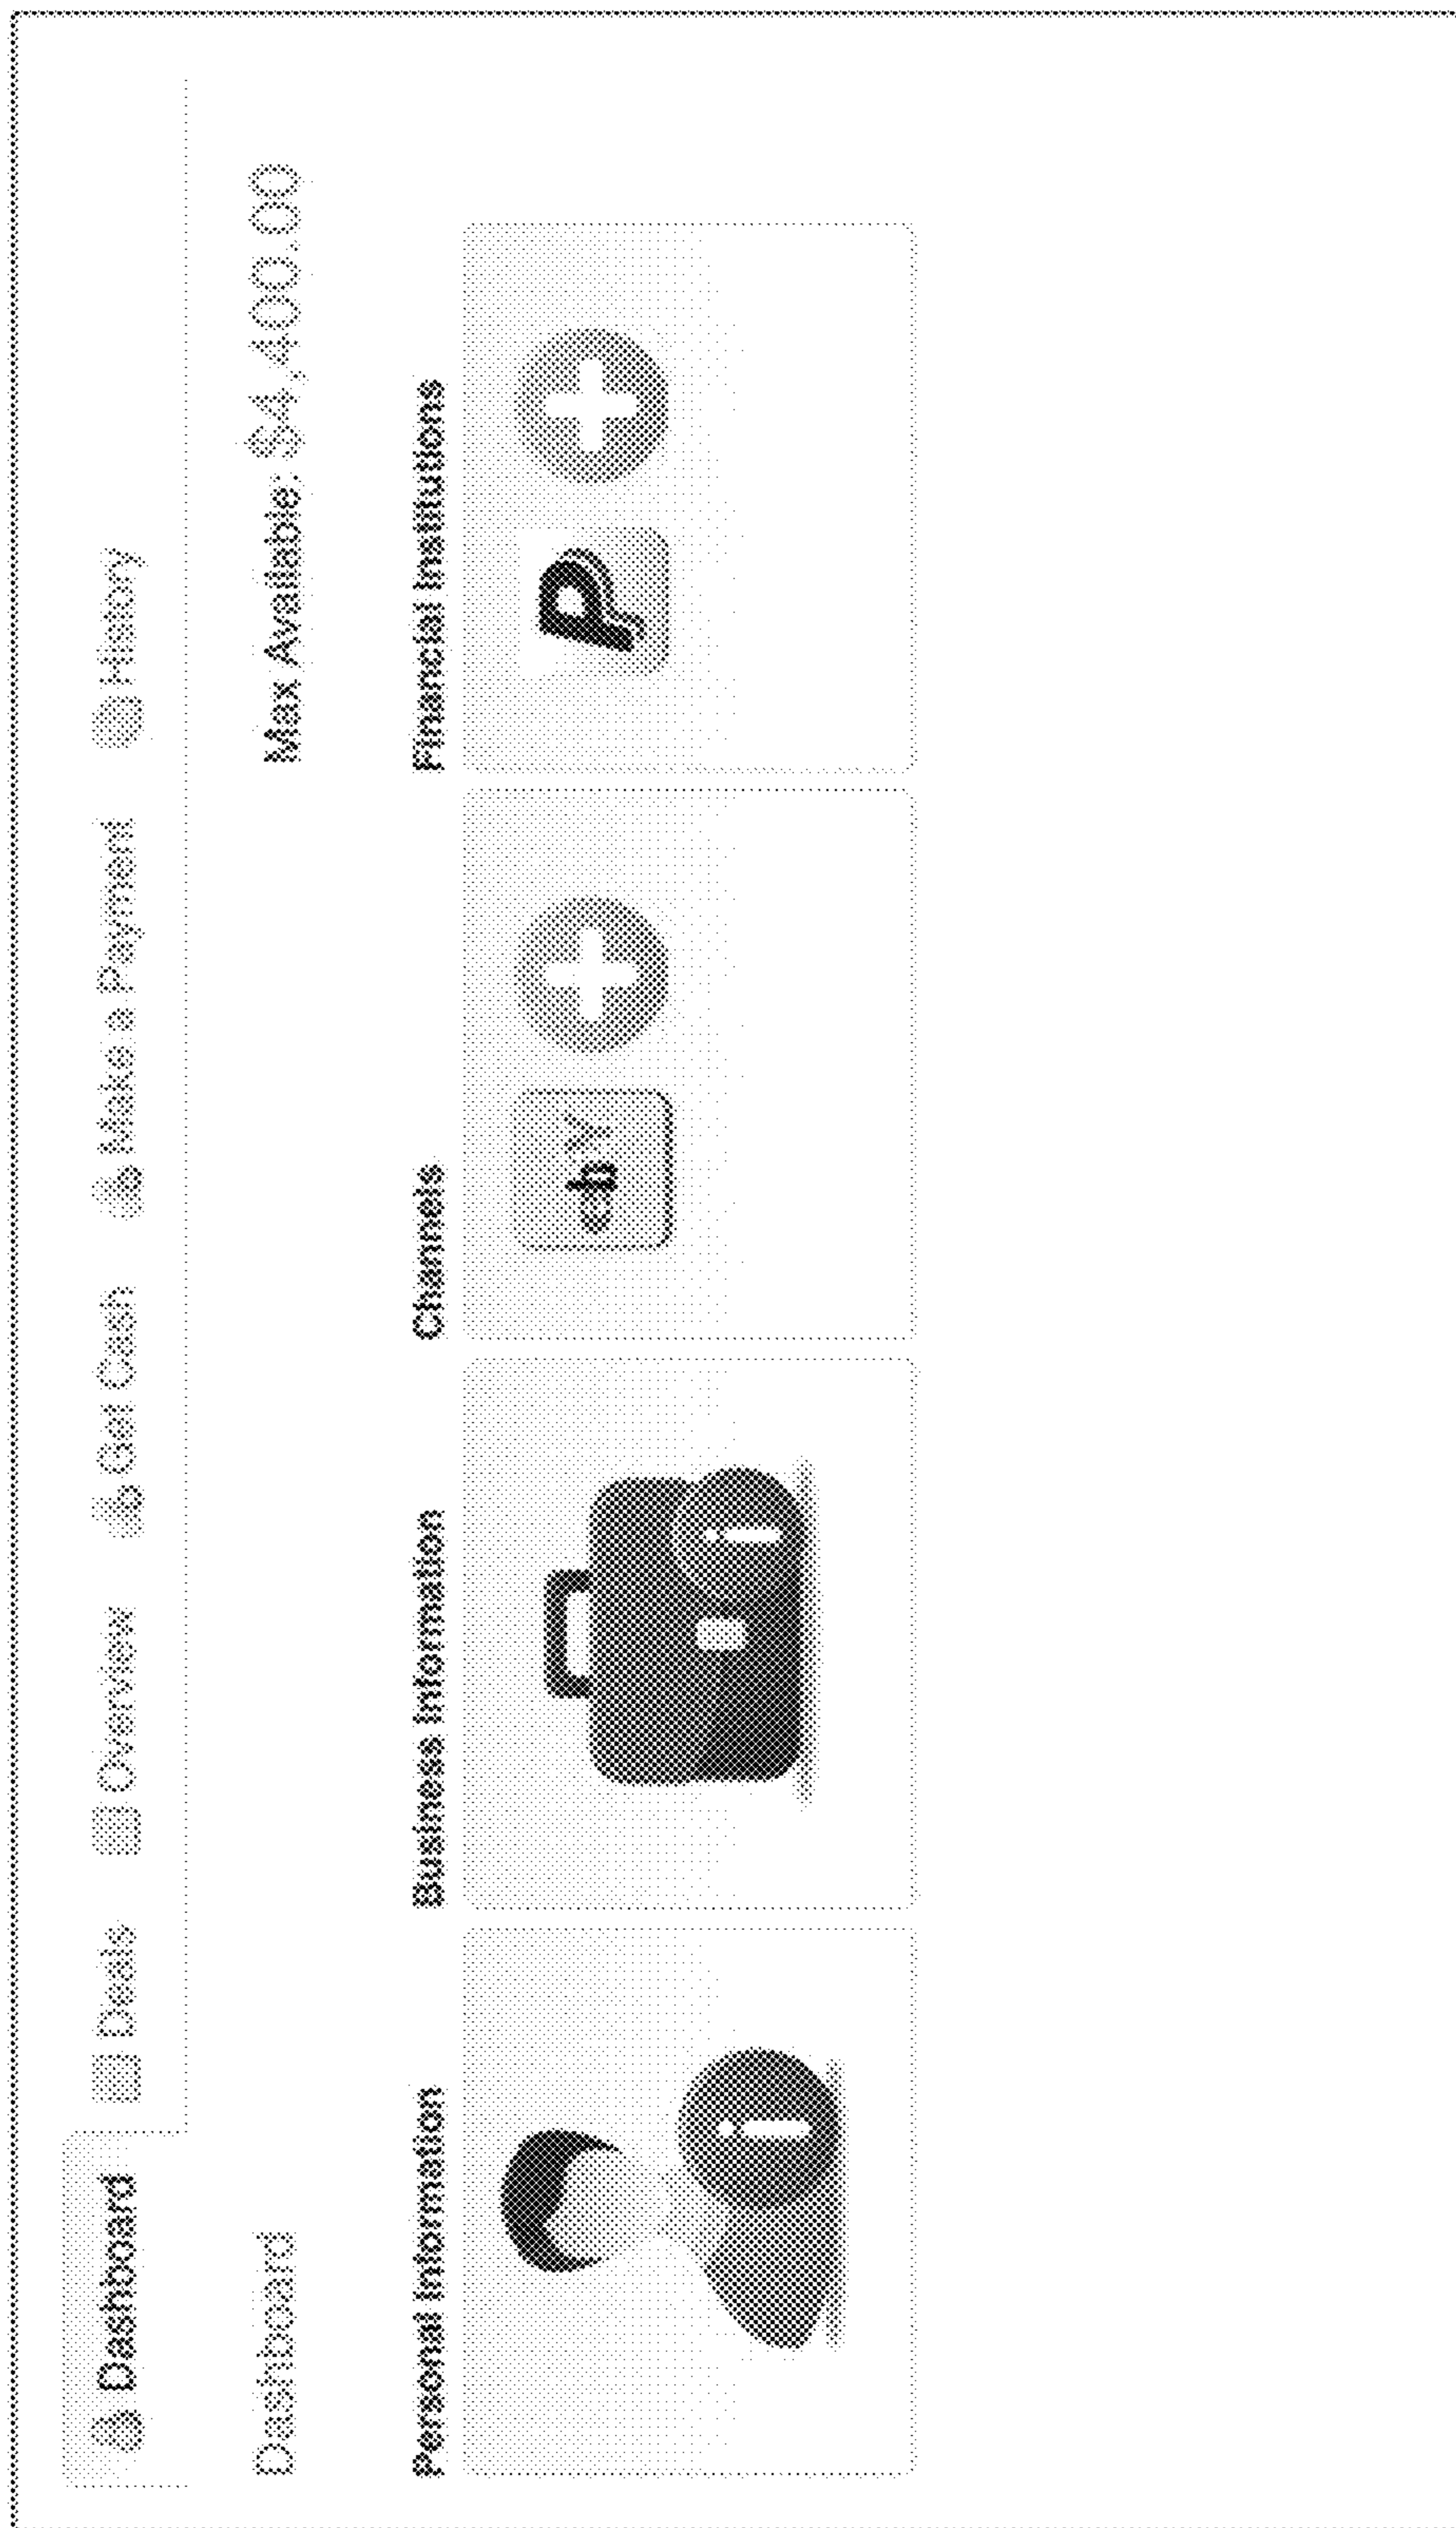 Dashboard Deals Overview Get Cash Make a Payment History
Dashboard Max Available: $4,400.00
Personal Information Business Information Channels Financial Institutions
i i ebY P